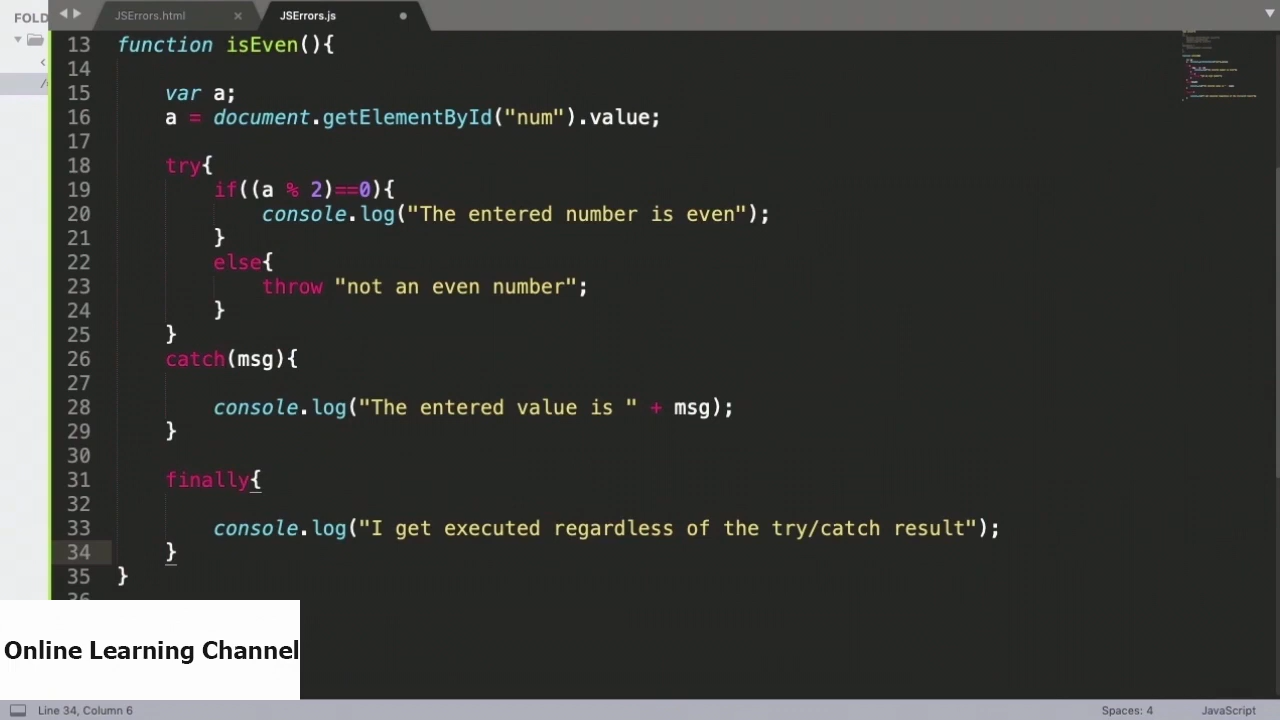 FOLD
JSErrors.html
JSErrors.js
13 function isEven(){
14
15 var a;
16 a = document.getElementById("num").value;
17
18 try{
19 if((a % 2)==0){
20 console.log("The entered number is even");
21 }
22 else{
23 throw "not an even number";
24 }
25 }
26 catch(msg){
27
28 console.log("The entered value is " + msg);
29 }
30
31 finally{
32
33 console.log("I get executed regardless of the try/catch result");
34 }
35 }
36
Online Learning Channel
Line 34, Column 6
Spaces: 4
JavaScript